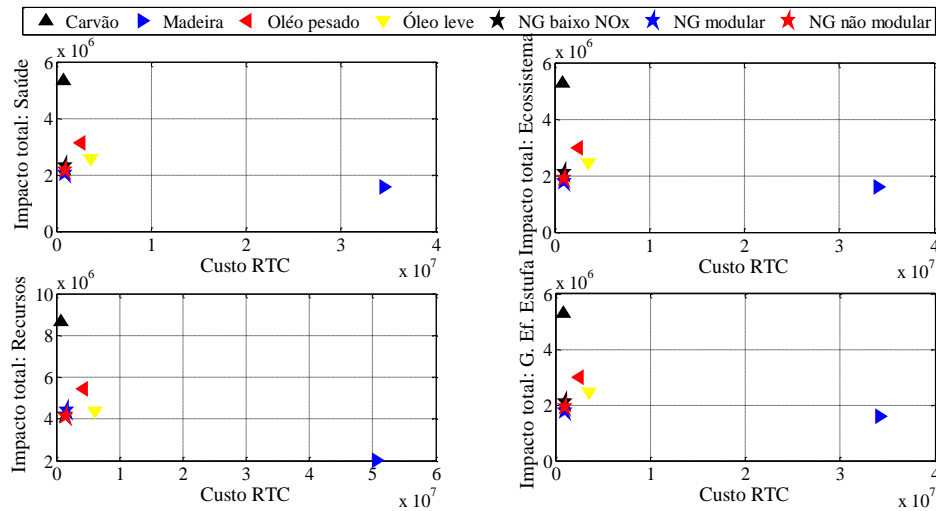 Carvão Madeira Oléo pesado Óleo leve NG baixo NOx NG modular NG não modular
x 10^6
6
4
2
0
Impacto total: Saúde
0 1 2 3 4
Custo RTC
x 10^7
x 10^6
6
4
2
0
Impacto total: Ecossistema
0 1 2 3 4
Custo RTC
x 10^7
x 10^6
10
8
6
4
2
Impacto total: Recursos
0 1 2 3 4 5 6
Custo RTC
x 10^7
x 10^6
6
4
2
0
Impacto total: G. Ef. Estufa
0 1 2 3 4
Custo RTC
x 10^7